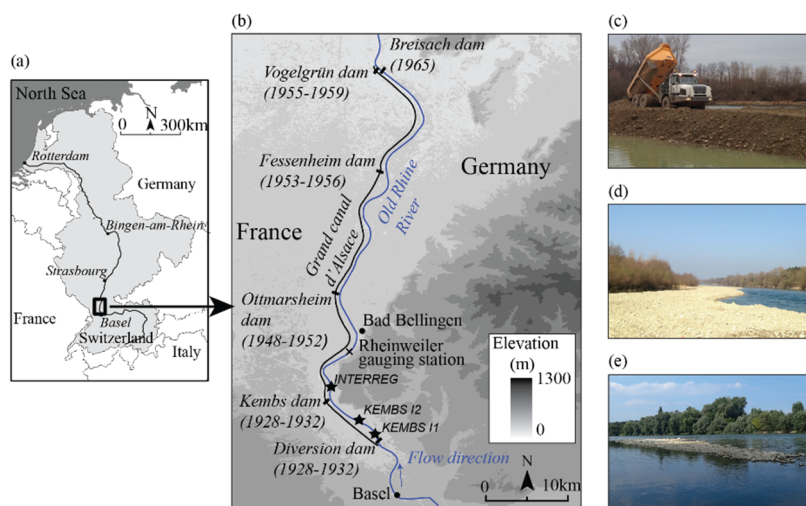 (a)
North Sea
0 N 300km
Rotterdam
Germany
Bingen-am-Rhein
Strasbourg
France
Basel
Switzerland
Italy
(b)
Breisach dam
(1965)
Vogelgrün dam
(1955-1959)
Fessenheim dam
(1953-1956)
Germany
Old Rhine
River
France
Grand canal
d'Alsace
Ottmarsheim
dam
(1948-1952)
Bad Bellingen
Rheinweiler
gauging station
INTERREG
Kembs dam
(1928-1932)
KEMBS I2
KEMBS I1
Diversion dam
(1928-1932)
Flow direction
Basel
Elevation
(m)
1300
0
N
0 10km
(c)
(d)
(e)